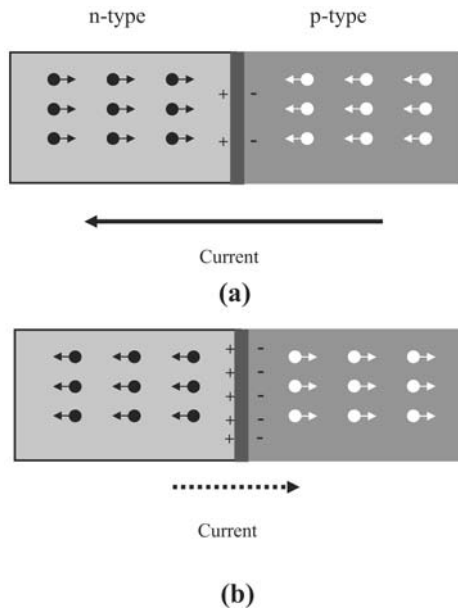 n-type p-type
+ -
+ -
Current
(a)
+ -
+ -
+ -
+ -
+ -
Current
(b)